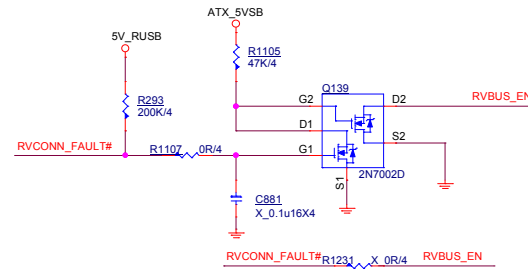 ATX_5VSB
5V_RUSB
R1105
47K/4
Q139
R293
200K/4
G2
D2
RVBUS_EN
D1
S2
RVCONN_FAULT#
R1107
0R/4
G1
S1
2N7002D
C881
X_0.1u16X4
RVCONN_FAULT#
R1231
X_0R/4
RVBUS_EN